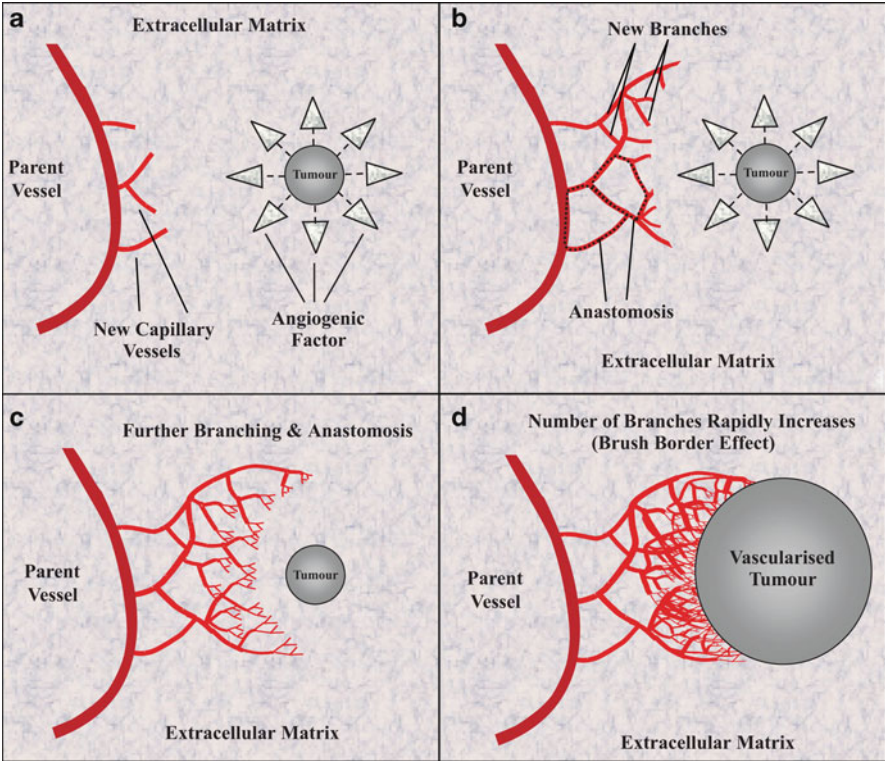 a
Extracellular Matrix
Parent
Vessel
Tumour
New Capillary
Vessels
Angiogenic
Factor
b
New Branches
Parent
Vessel
Tumour
Anastomosis
Extracellular Matrix
c
Further Branching & Anastomosis
Parent
Vessel
Tumour
Extracellular Matrix
d
Number of Branches Rapidly Increases
(Brush Border Effect)
Parent
Vessel
Vascularised
Tumour
Extracellular Matrix